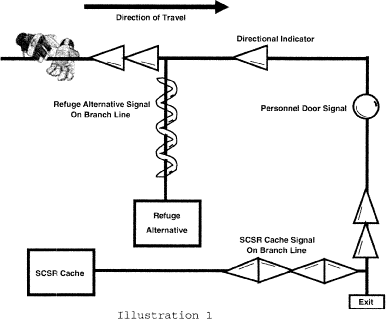 Direction of Travel
Directional Indicator
Refuge Alternative Signal
On Branch Line
Personnel Door Signal
Refuge
Alternative
SCSR Cache Signal
On Branch Line
SCSR Cache
Exit
Illustration 1